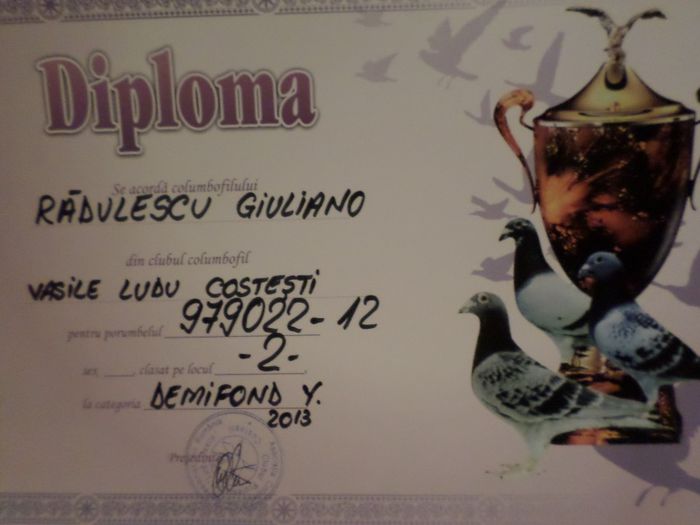 Diploma
Se acordă columbofilului
RĂDULESCU GIULIANO
din clubul columbofil
VASILE LUDU COSTEȘTI
pentru porumbelul 979022-12
sex ____, clasat pe locul -2-
la categoria DEMIFOND Y.
2013
Președinte